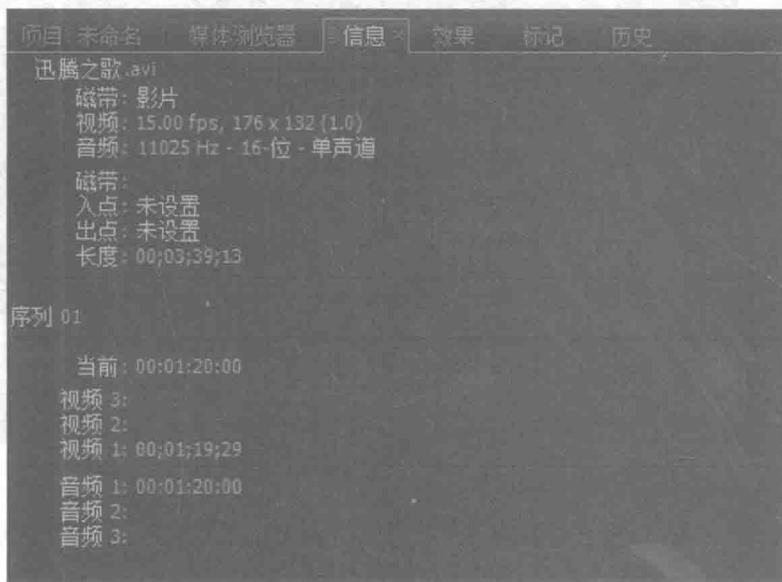 项目: 未命名 媒体浏览器 信息 × 效果 标记 历史
迅腾之歌.avi
磁带: 影片
视频: 15.00 fps, 176 x 132 (1.0)
音频: 11025 Hz - 16-位 - 单声道
磁带:
入点: 未设置
出点: 未设置
长度: 00;03;39;13
序列 01
当前: 00:01:20:00
视频 3:
视频 2:
视频 1: 00;01;19;29
音频 1: 00:01:20:00
音频 2:
音频 3: